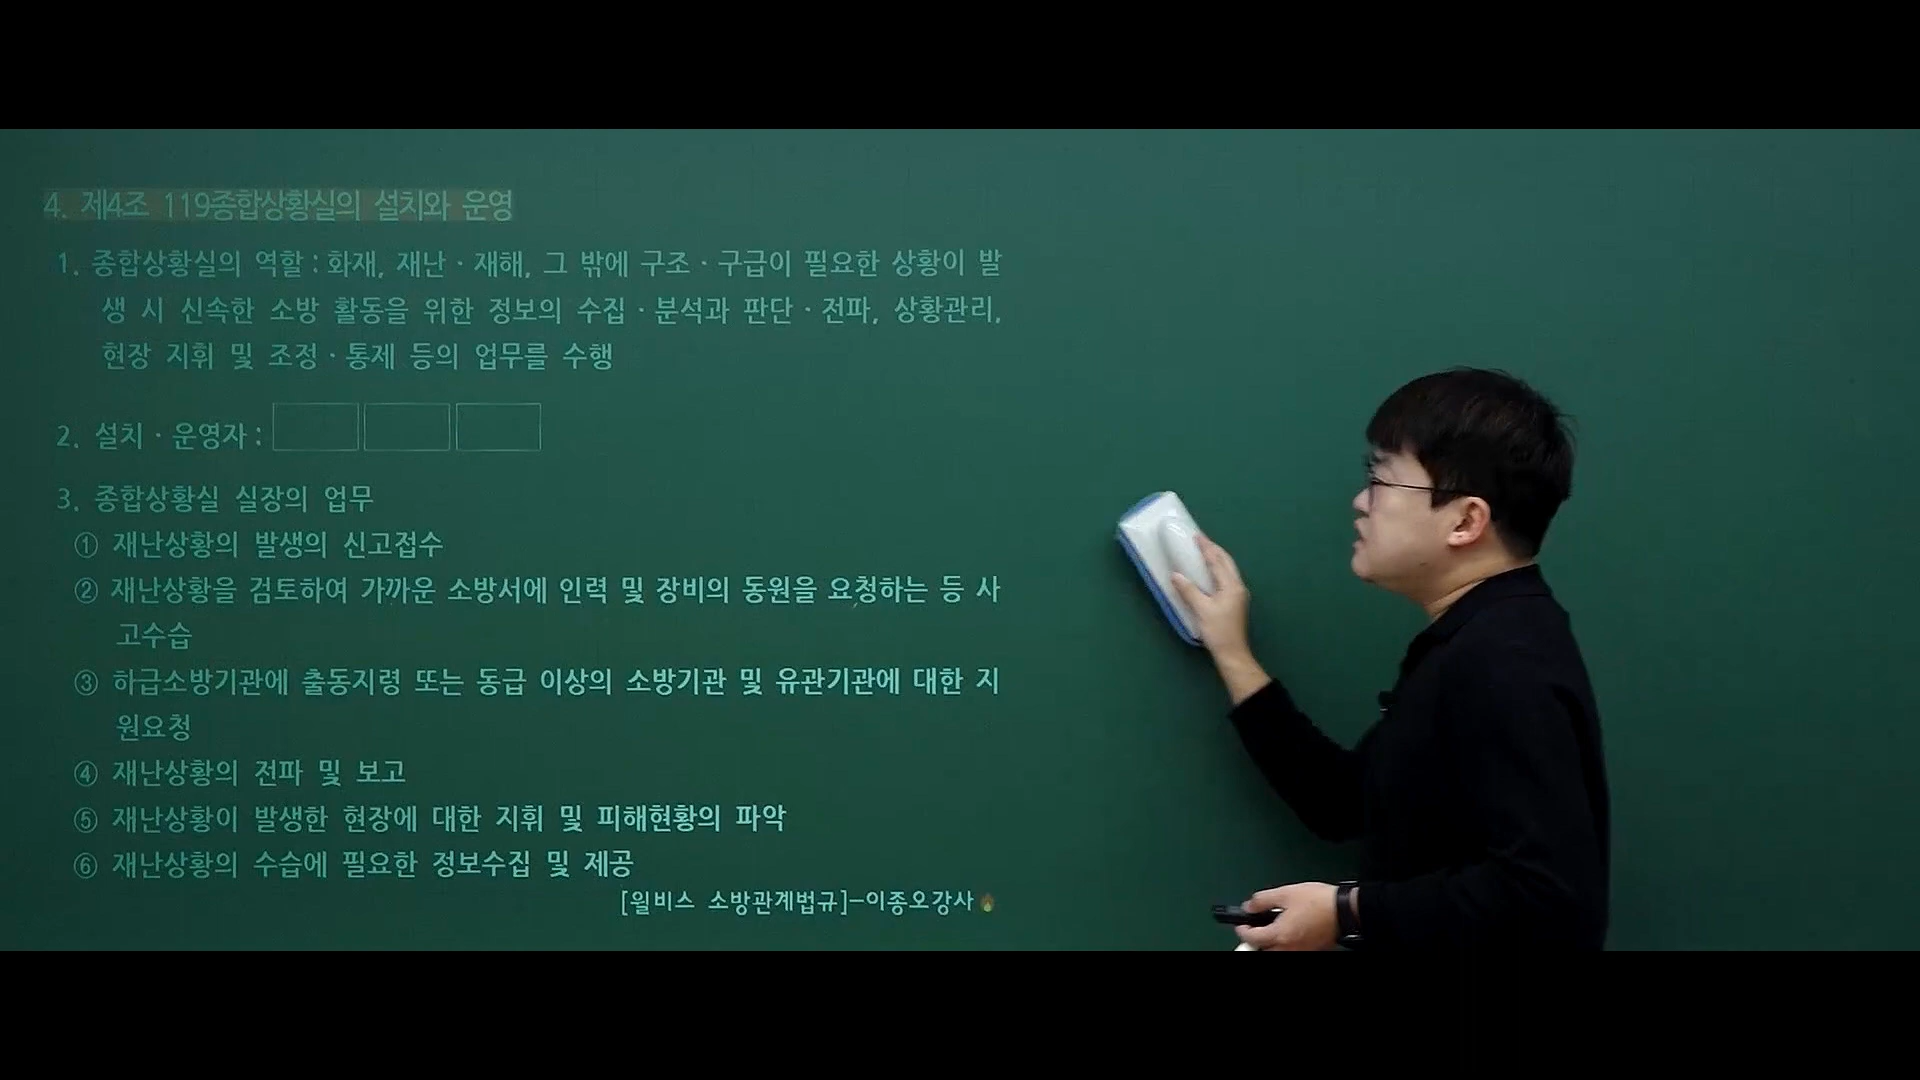 4. 제4조 119종합상황실의 설치와 운영
1. 종합상황실의 역할 : 화재, 재난 · 재해, 그 밖에 구조 · 구급이 필요한 상황이 발
생 시 신속한 소방 활동을 위한 정보의 수집 · 분석과 판단 · 전파, 상황관리,
현장 지휘 및 조정 · 통제 등의 업무를 수행
2. 설치 · 운영자 :
3. 종합상황실 실장의 업무
① 재난상황의 발생의 신고접수
② 재난상황을 검토하여 가까운 소방서에 인력 및 장비의 동원을 요청하는 등 사
고수습
③ 하급소방기관에 출동지령 또는 동급 이상의 소방기관 및 유관기관에 대한 지
원요청
④ 재난상황의 전파 및 보고
⑤ 재난상황이 발생한 현장에 대한 지휘 및 피해현황의 파악
⑥ 재난상황의 수습에 필요한 정보수집 및 제공
[윌비스 소방관계법규]-이종오강사